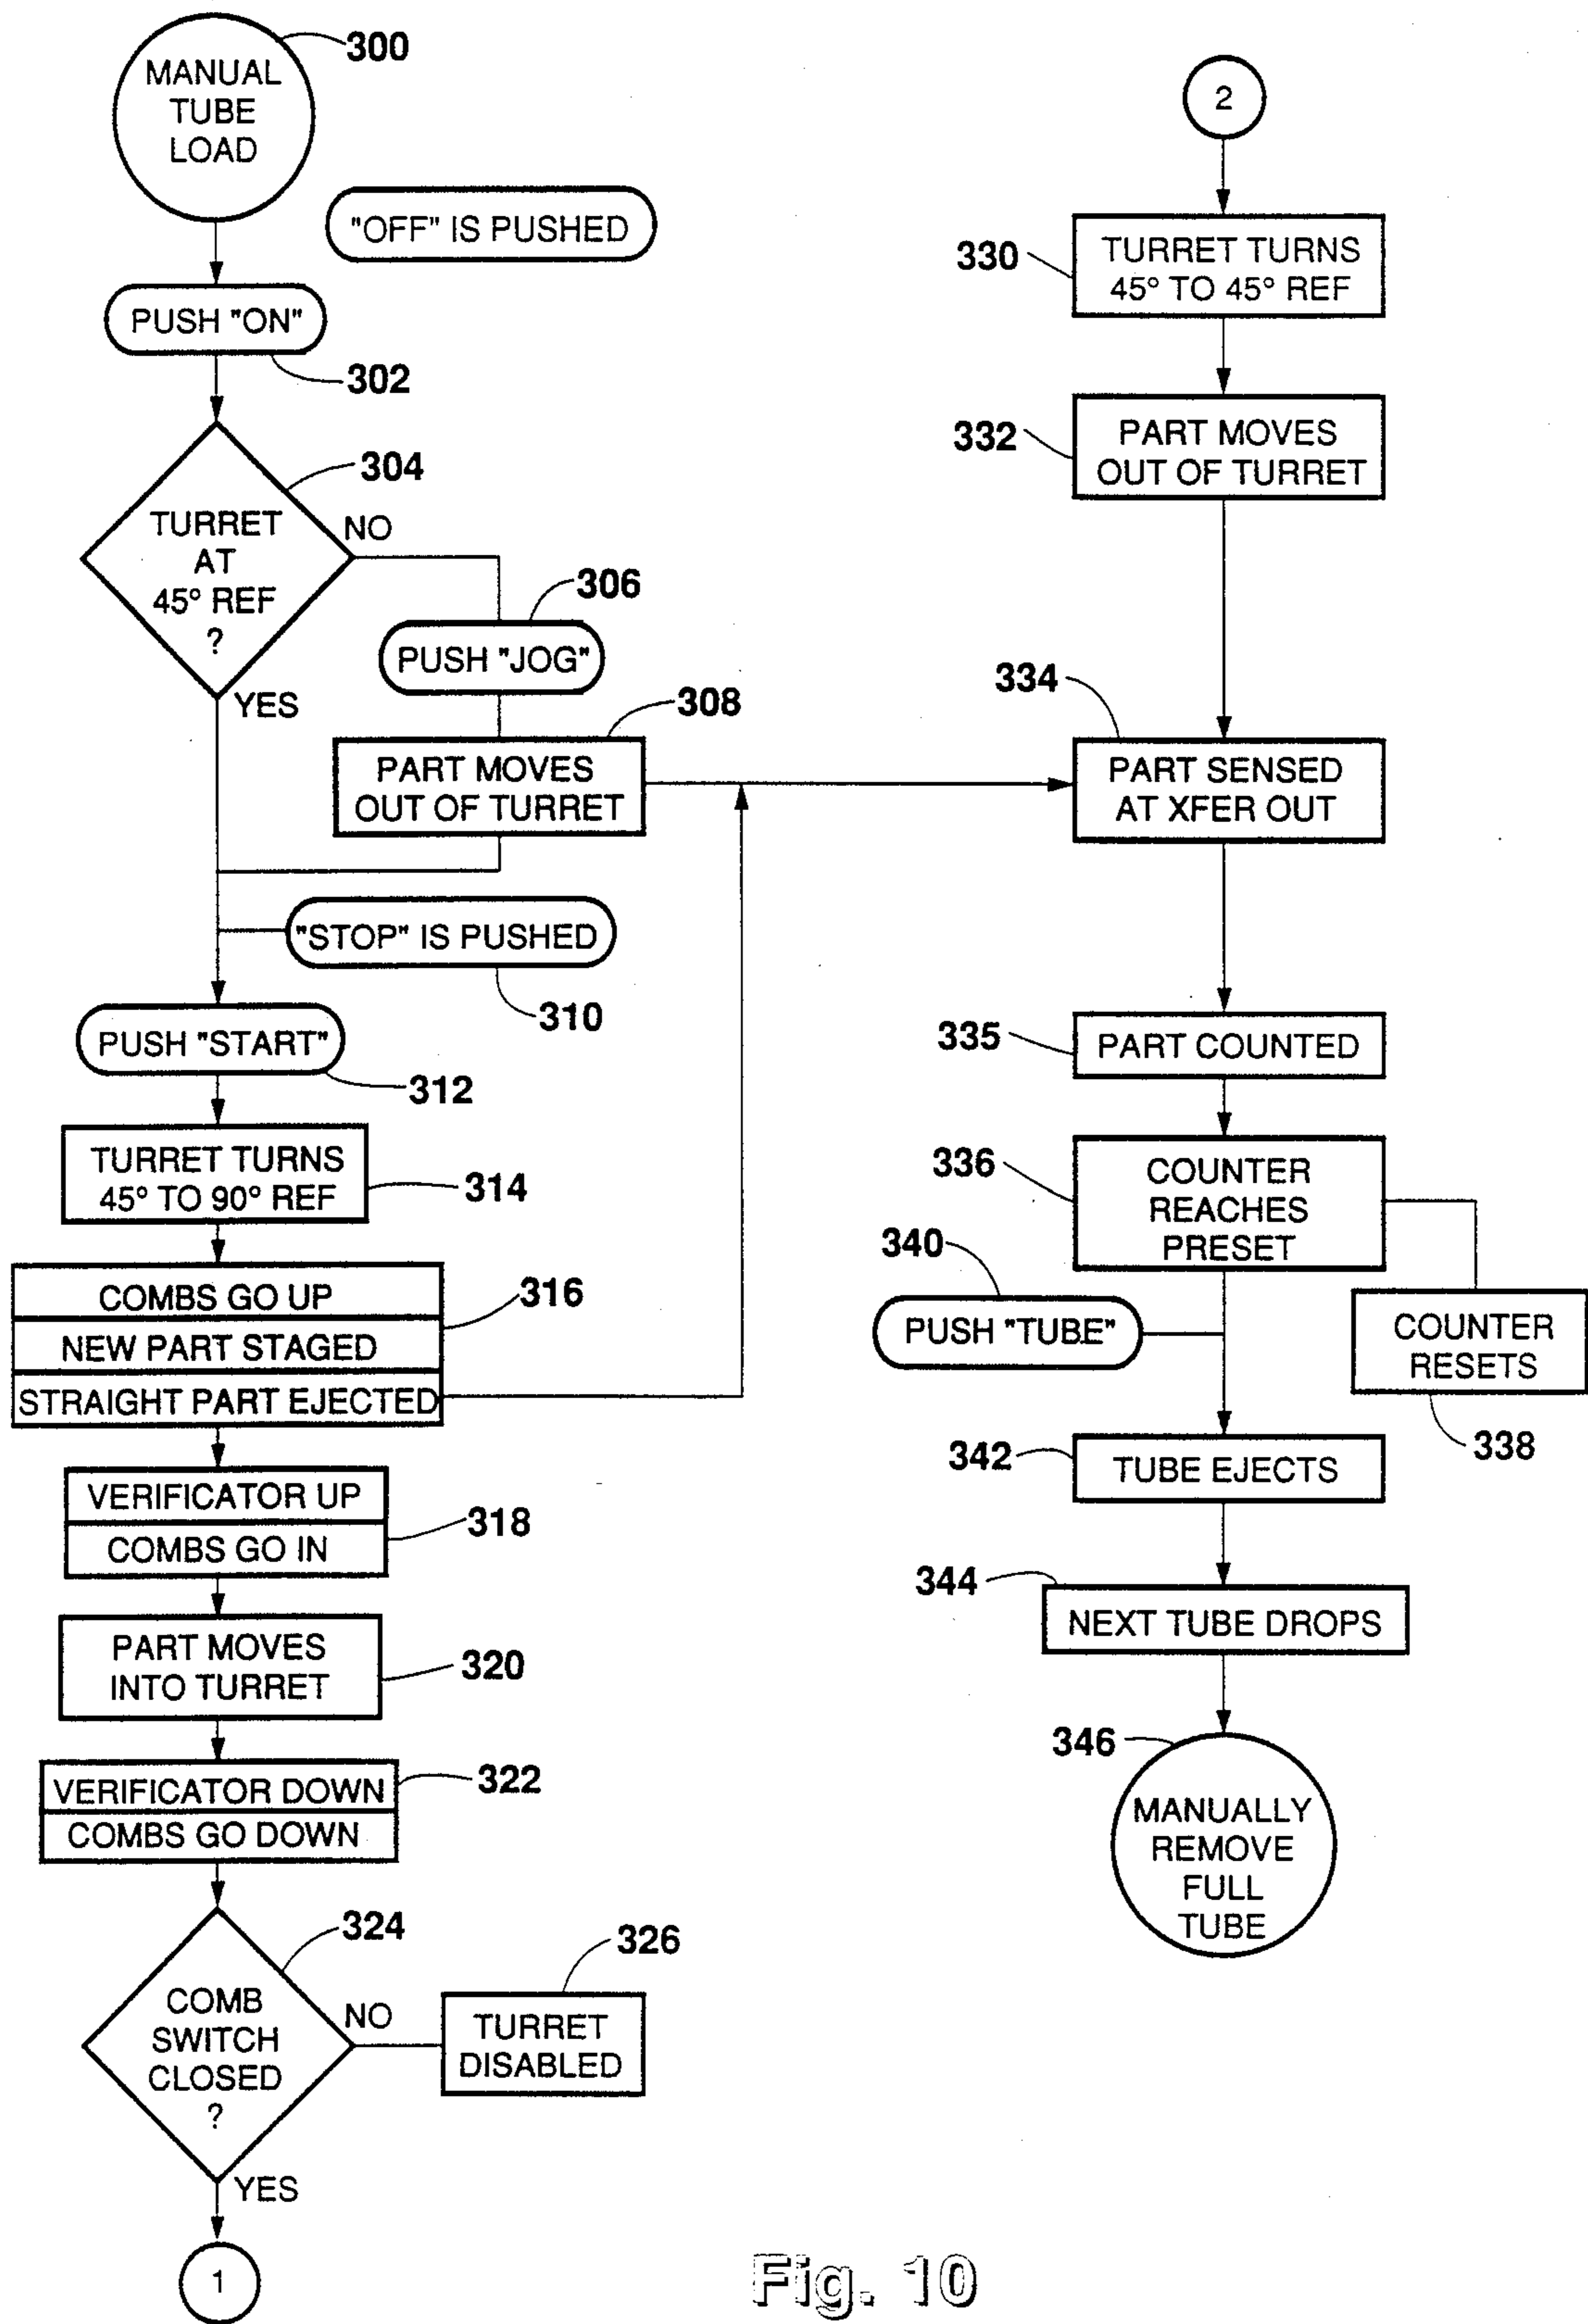 300
MANUAL
TUBE
LOAD
"OFF" IS PUSHED
PUSH "ON"
302
304
TURRET
AT
45° REF
?
NO
YES
306
PUSH "JOG"
308
PART MOVES
OUT OF TURRET
"STOP" IS PUSHED
310
PUSH "START"
312
TURRET TURNS
45° TO 90° REF
314
COMBS GO UP
NEW PART STAGED
STRAIGHT PART EJECTED
316
VERIFICATOR UP
COMBS GO IN
318
PART MOVES
INTO TURRET
320
VERIFICATOR DOWN
COMBS GO DOWN
322
324
COMB
SWITCH
CLOSED
?
NO
326
TURRET
DISABLED
YES
1
2
330
TURRET TURNS
45° TO 45° REF
332
PART MOVES
OUT OF TURRET
334
PART SENSED
AT XFER OUT
335
PART COUNTED
336
COUNTER
REACHES
PRESET
340
PUSH "TUBE"
COUNTER
RESETS
338
342
TUBE EJECTS
344
NEXT TUBE DROPS
346
MANUALLY
REMOVE
FULL
TUBE
Fig. 10